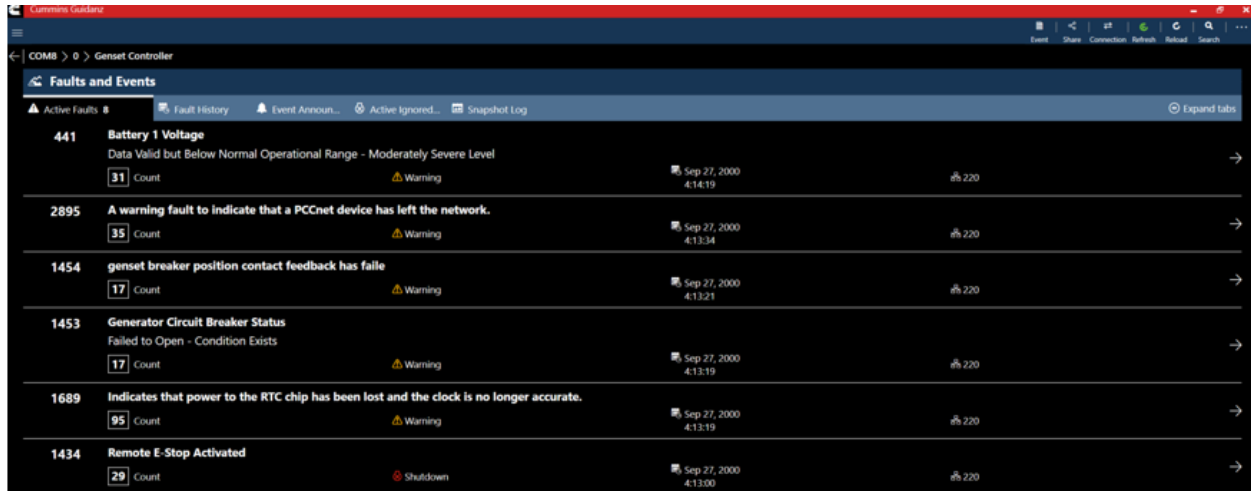 Cummins Guidanz
Event Share Connection Refresh Reload Search
COM8 > 0 > Genset Controller
Faults and Events
Active Faults 8 Fault History Event Announ... Active Ignored... Snapshot Log Expand tabs
441 Battery 1 Voltage
Data Valid but Below Normal Operational Range - Moderately Severe Level
31 Count Warning Sep 27, 2000 220
4:14:19
2895 A warning fault to indicate that a PCCnet device has left the network.
35 Count Warning Sep 27, 2000 220
4:13:34
1454 genset breaker position contact feedback has faile
17 Count Warning Sep 27, 2000 220
4:13:21
1453 Generator Circuit Breaker Status
Failed to Open - Condition Exists
17 Count Warning Sep 27, 2000 220
4:13:19
1689 Indicates that power to the RTC chip has been lost and the clock is no longer accurate.
95 Count Warning Sep 27, 2000 220
4:13:19
1434 Remote E-Stop Activated
29 Count Shutdown Sep 27, 2000 220
4:13:00